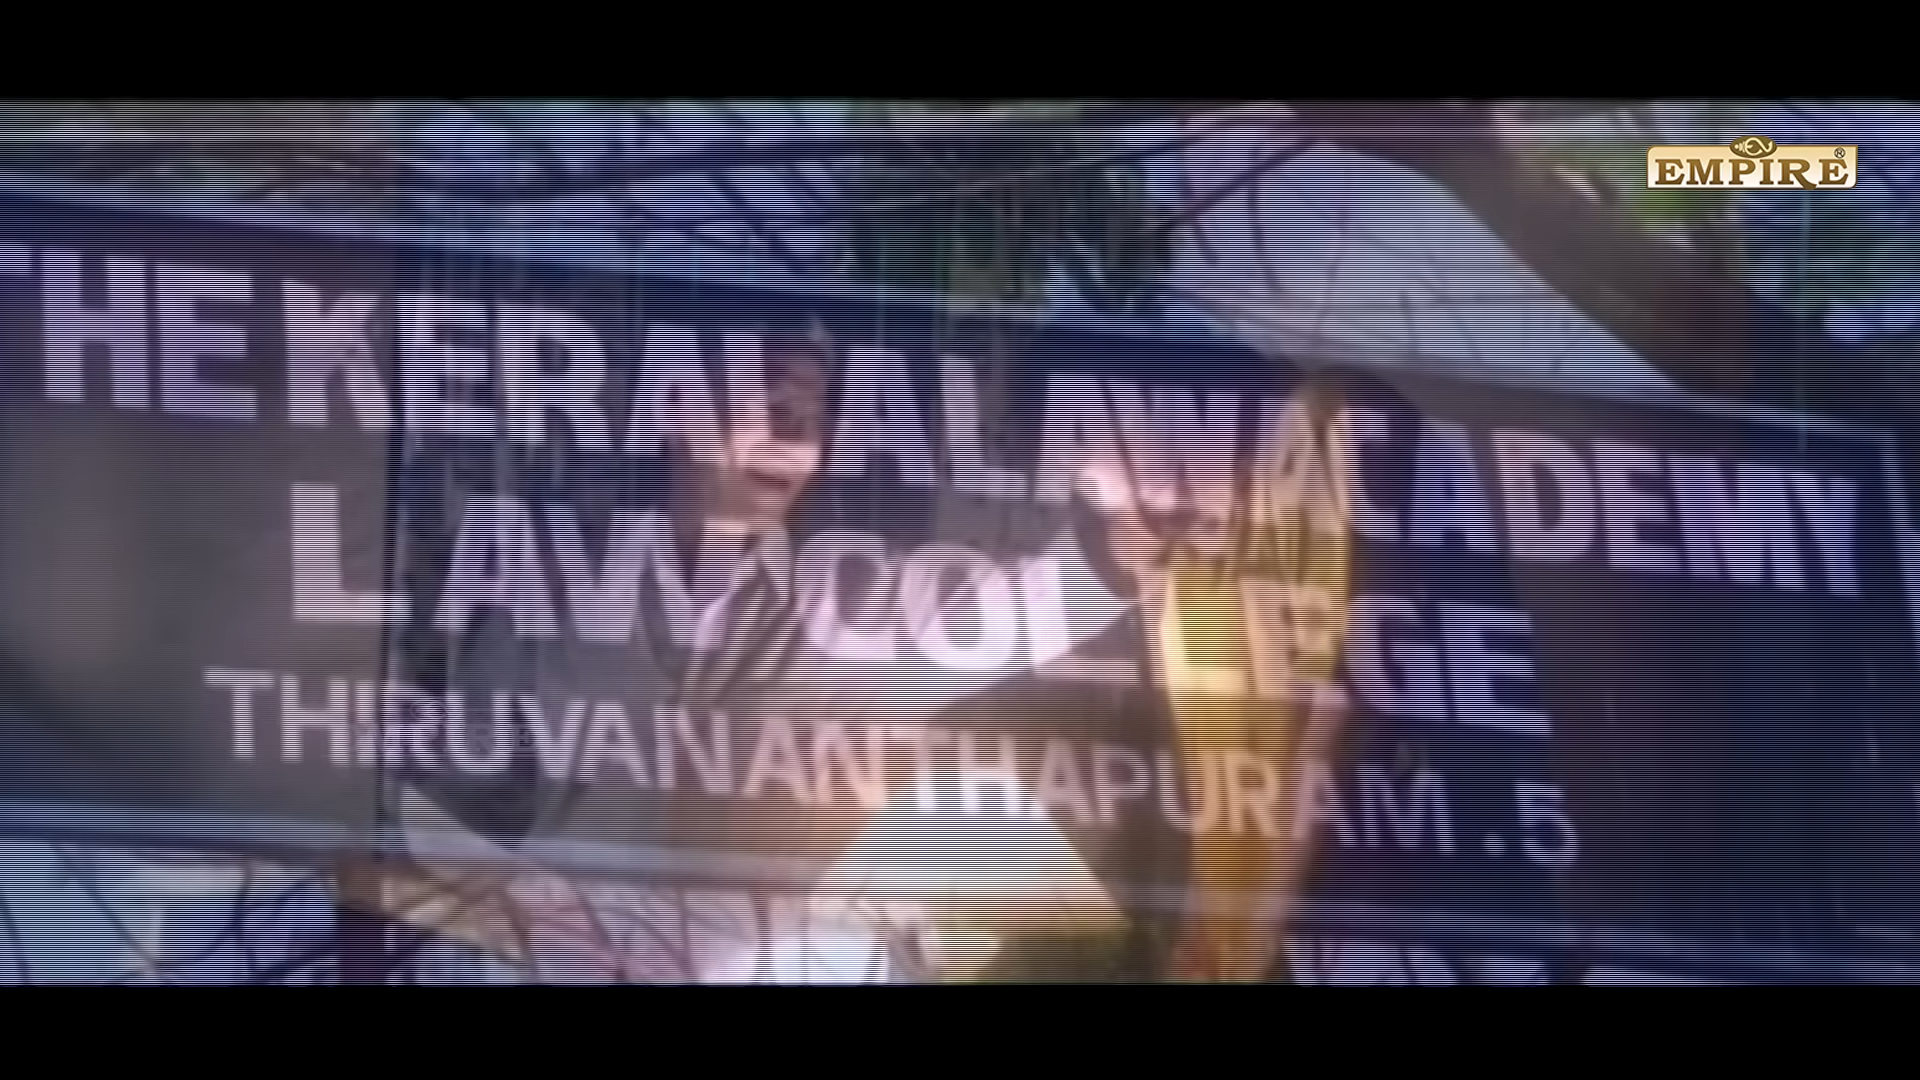 EMPIRE®
THE KERALA LAW ACADEMY
LAW COLLEGE
THIRUVANANTHAPURAM . 5